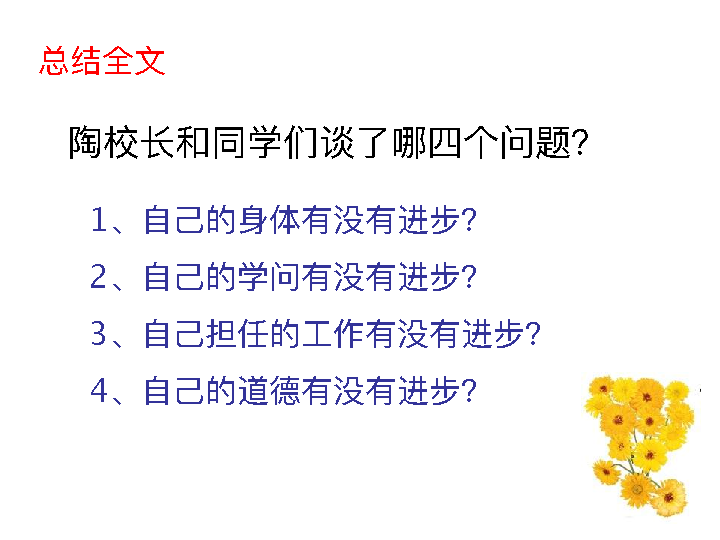 总结全文
陶校长和同学们谈了哪四个问题?
1、自己的身体有没有进步?
2、自己的学问有没有进步?
3、自己担任的工作有没有进步?
4、自己的道德有没有进步?